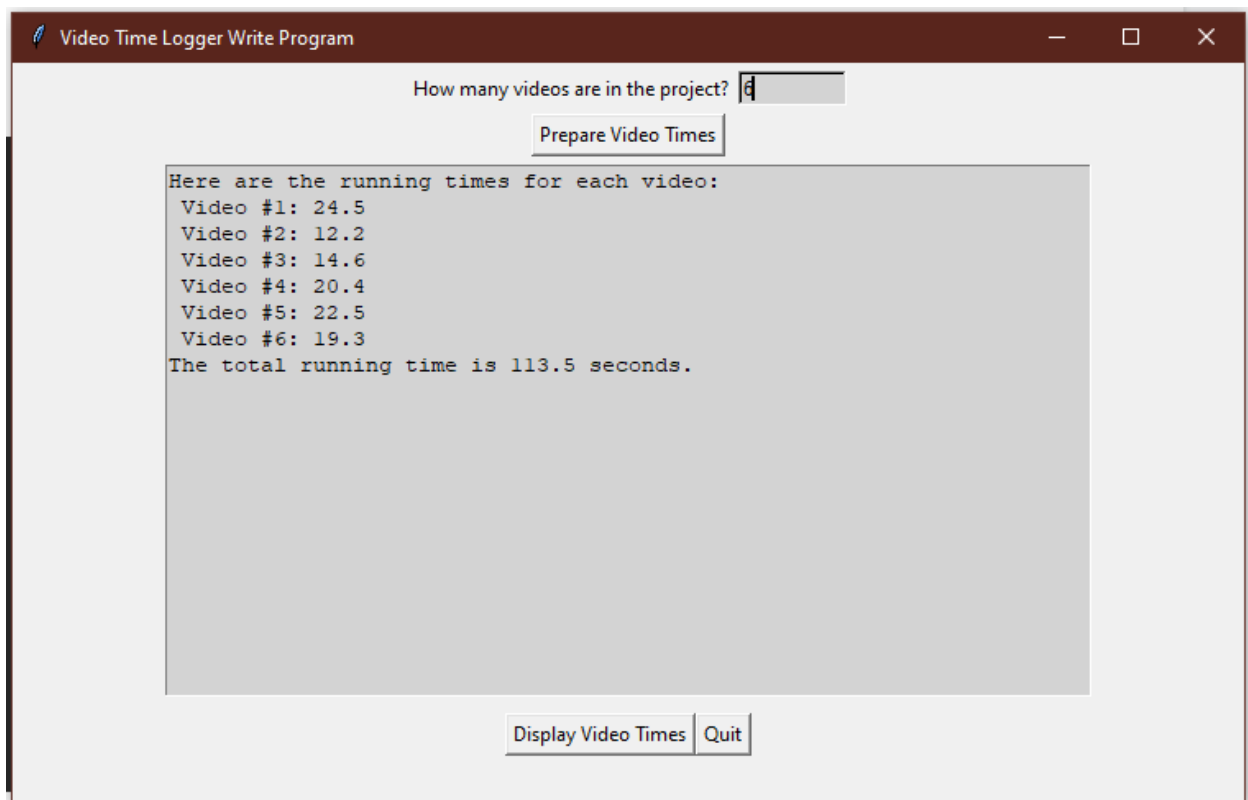 Video Time Logger Write Program
How many videos are in the project? 6
Prepare Video Times
Here are the running times for each video:
Video #1: 24.5
Video #2: 12.2
Video #3: 14.6
Video #4: 20.4
Video #5: 22.5
Video #6: 19.3
The total running time is 113.5 seconds.
Display Video Times Quit